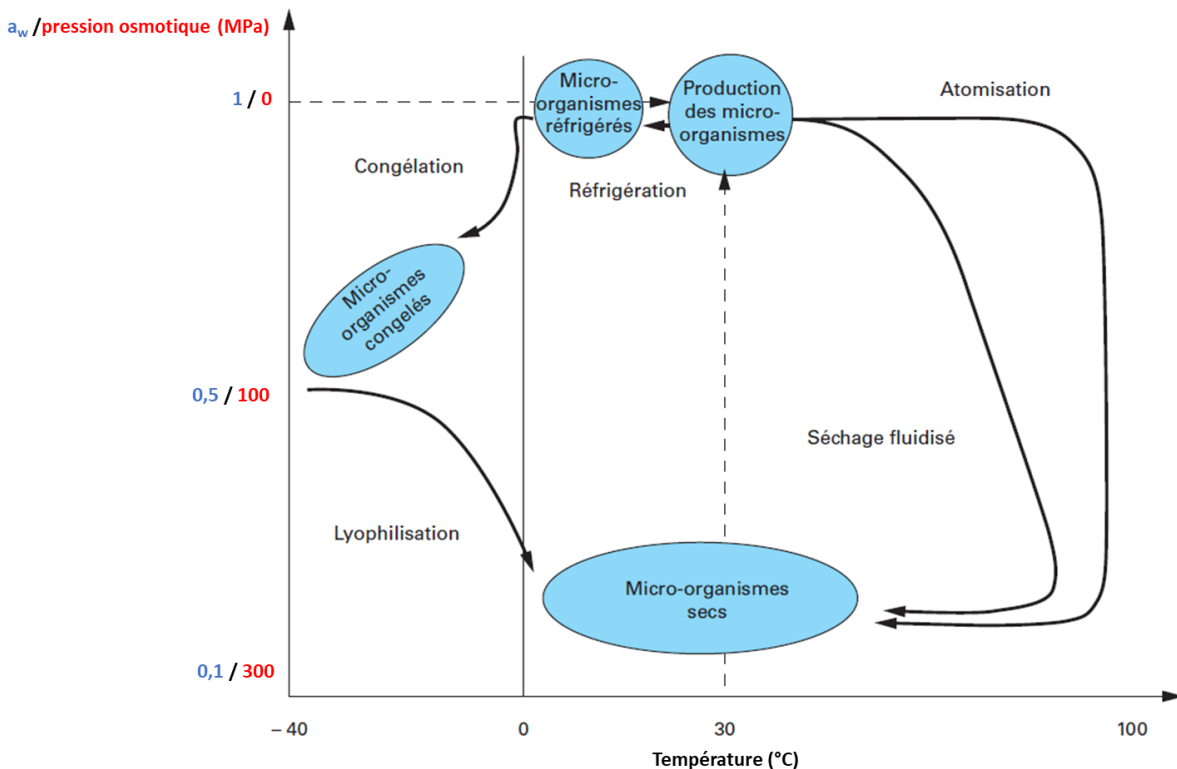 a_w /pression osmotique (MPa)
1 / 0
Micro-
organismes
réfrigérés
Production
des micro-
organismes
Atomisation
Congélation
Réfrigération
Micro-
organismes
congelés
0,5 / 100
Séchage fluidisé
Lyophilisation
Micro-organismes
secs
0,1 / 300
– 40
0
30
100
Température (°C)